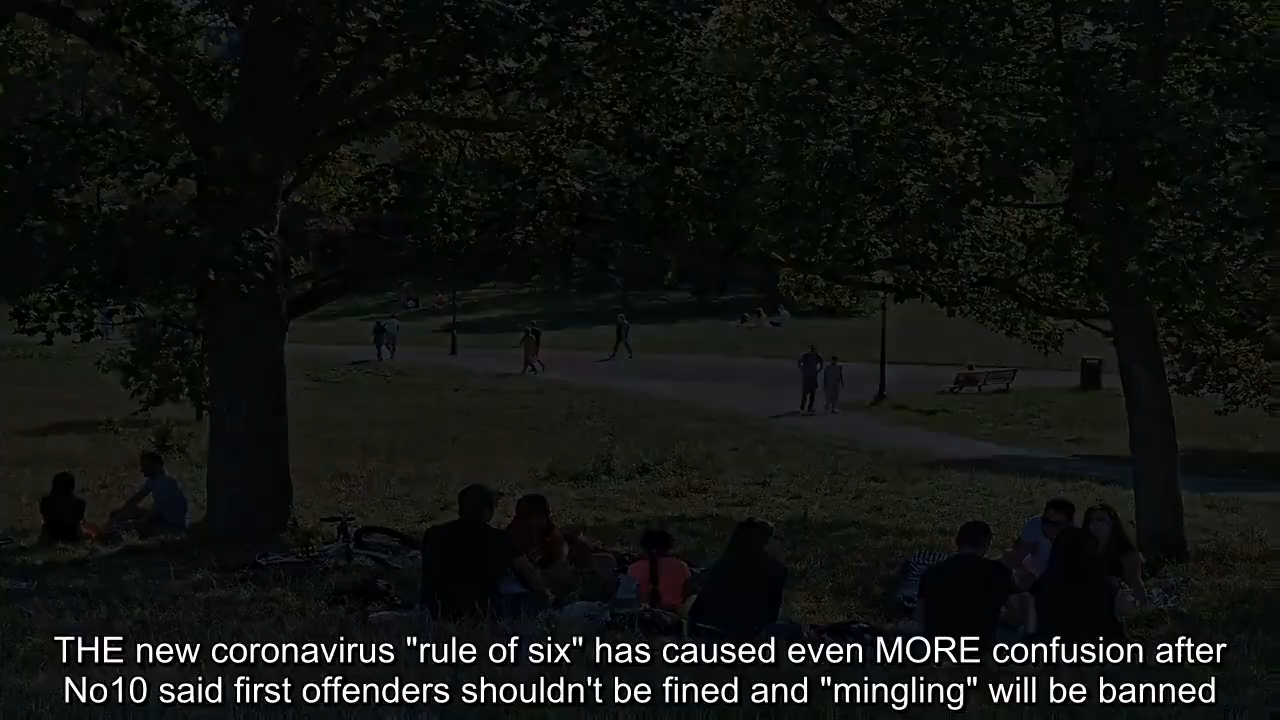 THE new coronavirus "rule of six" has caused even MORE confusion after
No10 said first offenders shouldn't be fined and "mingling" will be banned